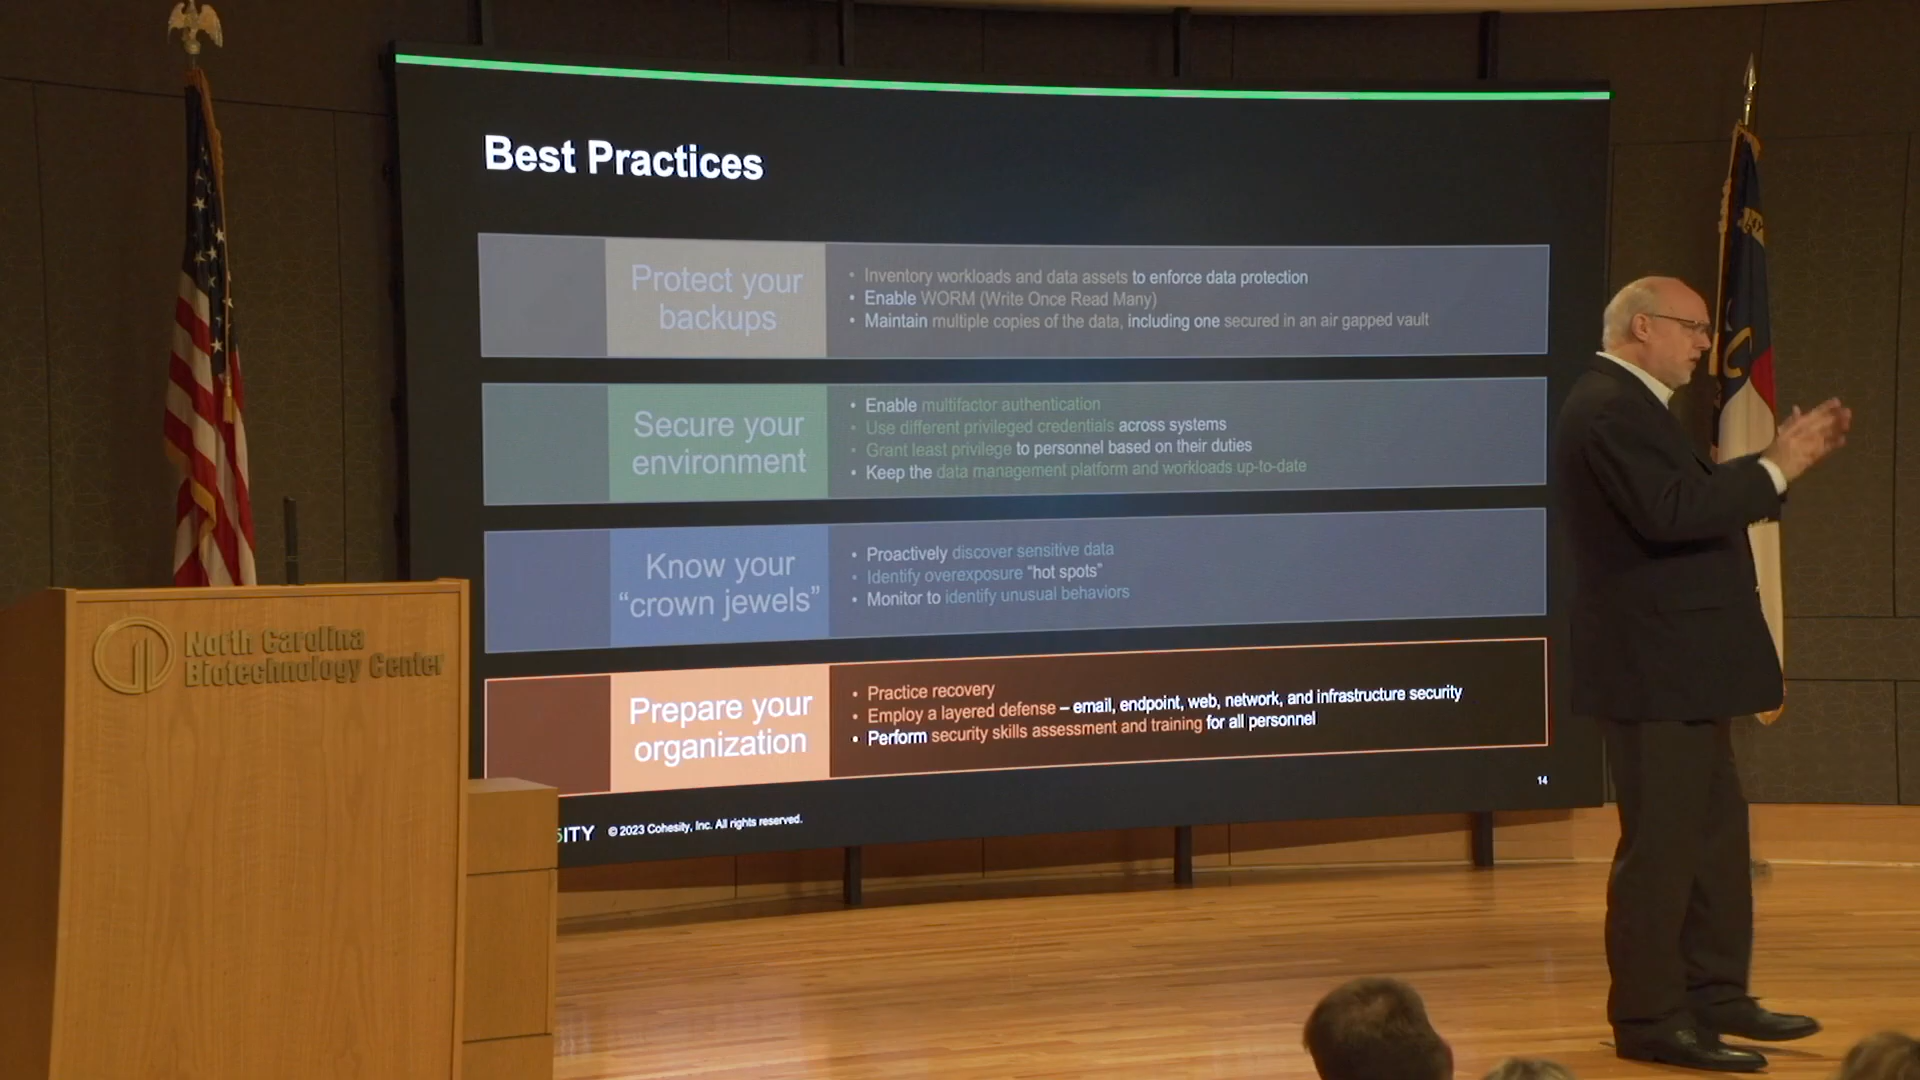 Best Practices
Protect your
backups
• Inventory workloads and data assets to enforce data protection
• Enable WORM (Write Once Read Many)
• Maintain multiple copies of the data, including one secured in an air gapped vault
Secure your
environment
• Enable multifactor authentication
• Use different privileged credentials across systems
• Grant least privilege to personnel based on their duties
• Keep the data management platform and workloads up-to-date
Know your
“crown jewels”
• Proactively discover sensitive data
• Identify overexposure “hot spots”
• Monitor to identify unusual behaviors
Prepare your
organization
• Practice recovery
• Employ a layered defense – email, endpoint, web, network, and infrastructure security
• Perform security skills assessment and training for all personnel
14
SITY © 2023 Cohesity, Inc. All rights reserved.
North Carolina
Biotechnology Center